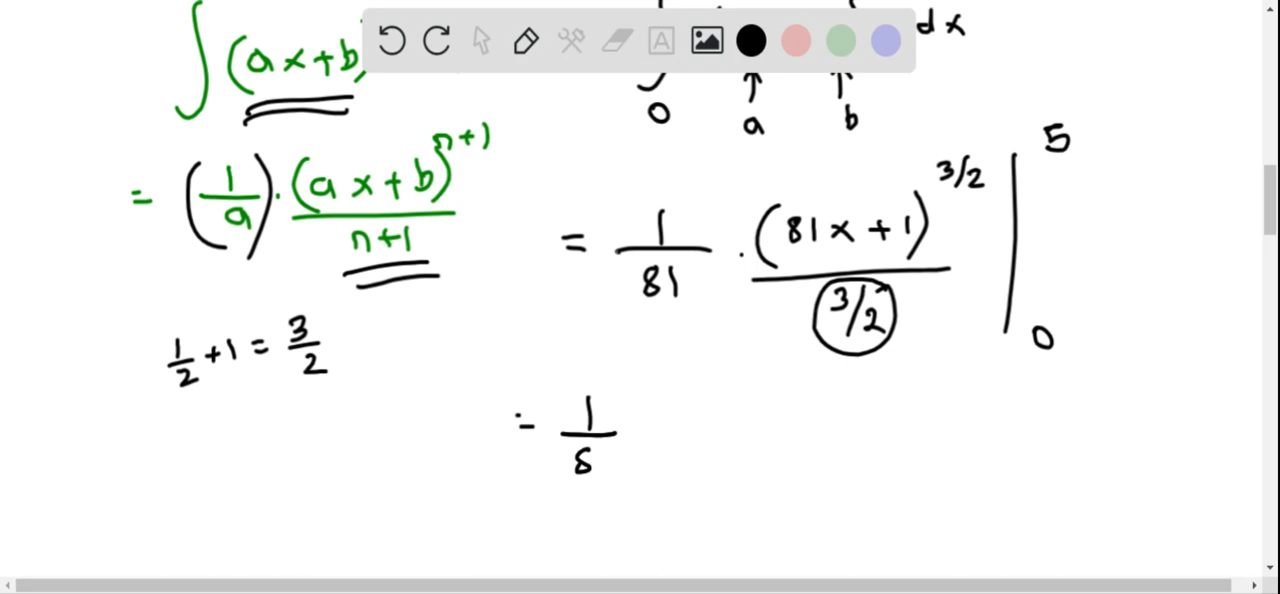 ∫ (ax+b) dx
0 a b
= (1/a) · (ax+b)^{n+1} / (n+1)
= 1/81 · (81x+1)^{3/2} / (3/2) |_0^5
1/2 + 1 = 3/2
= 1/8